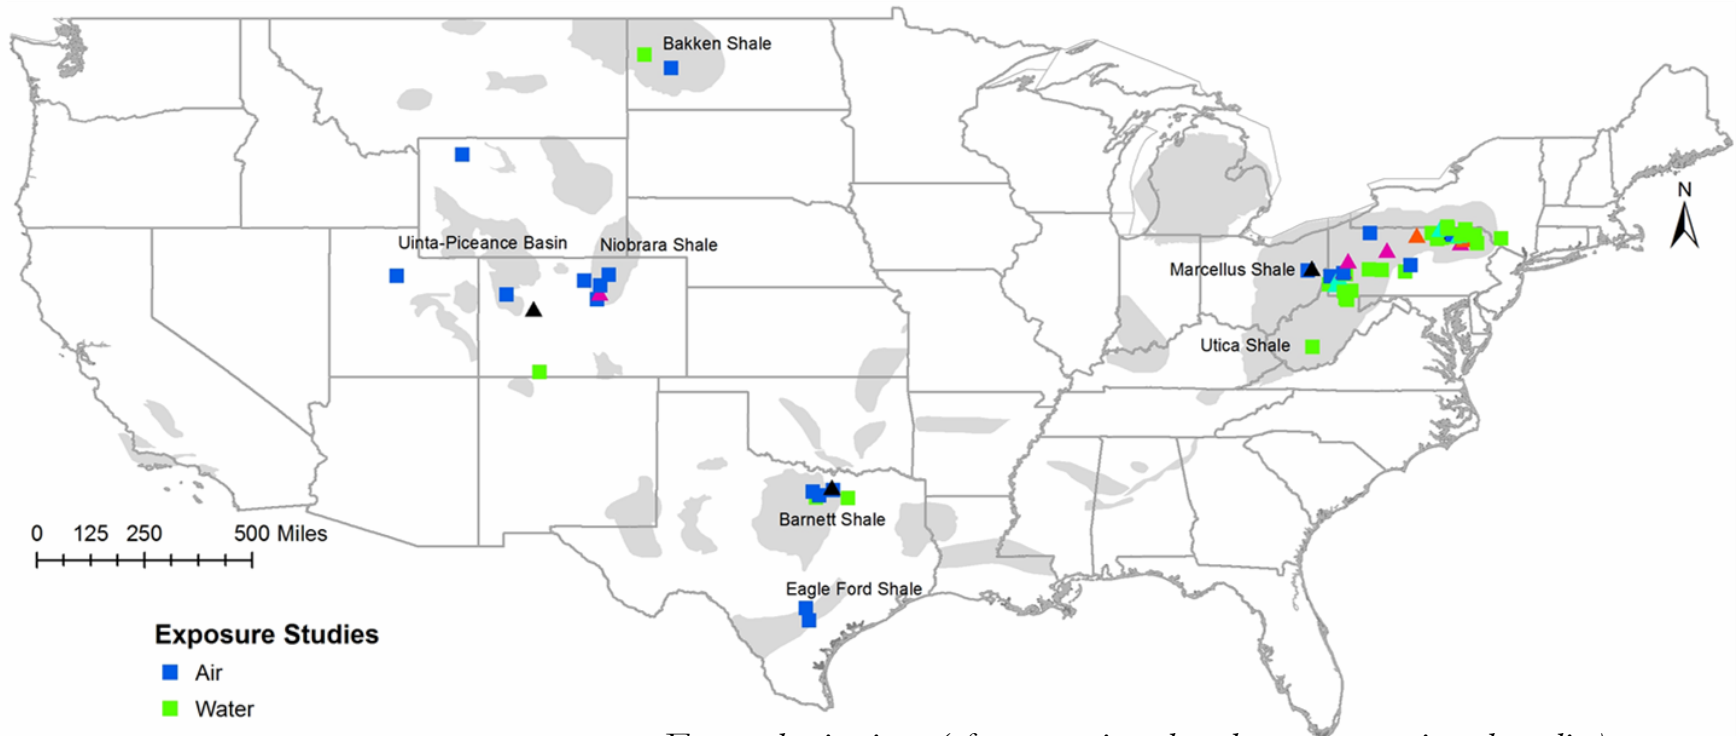 Bakken Shale
N
Uinta-Piceance Basin
Niobrara Shale
Marcellus Shale
Utica Shale
Barnett Shale
0 125 250 500 Miles
Eagle Ford Shale
Exposure Studies
Air
Water